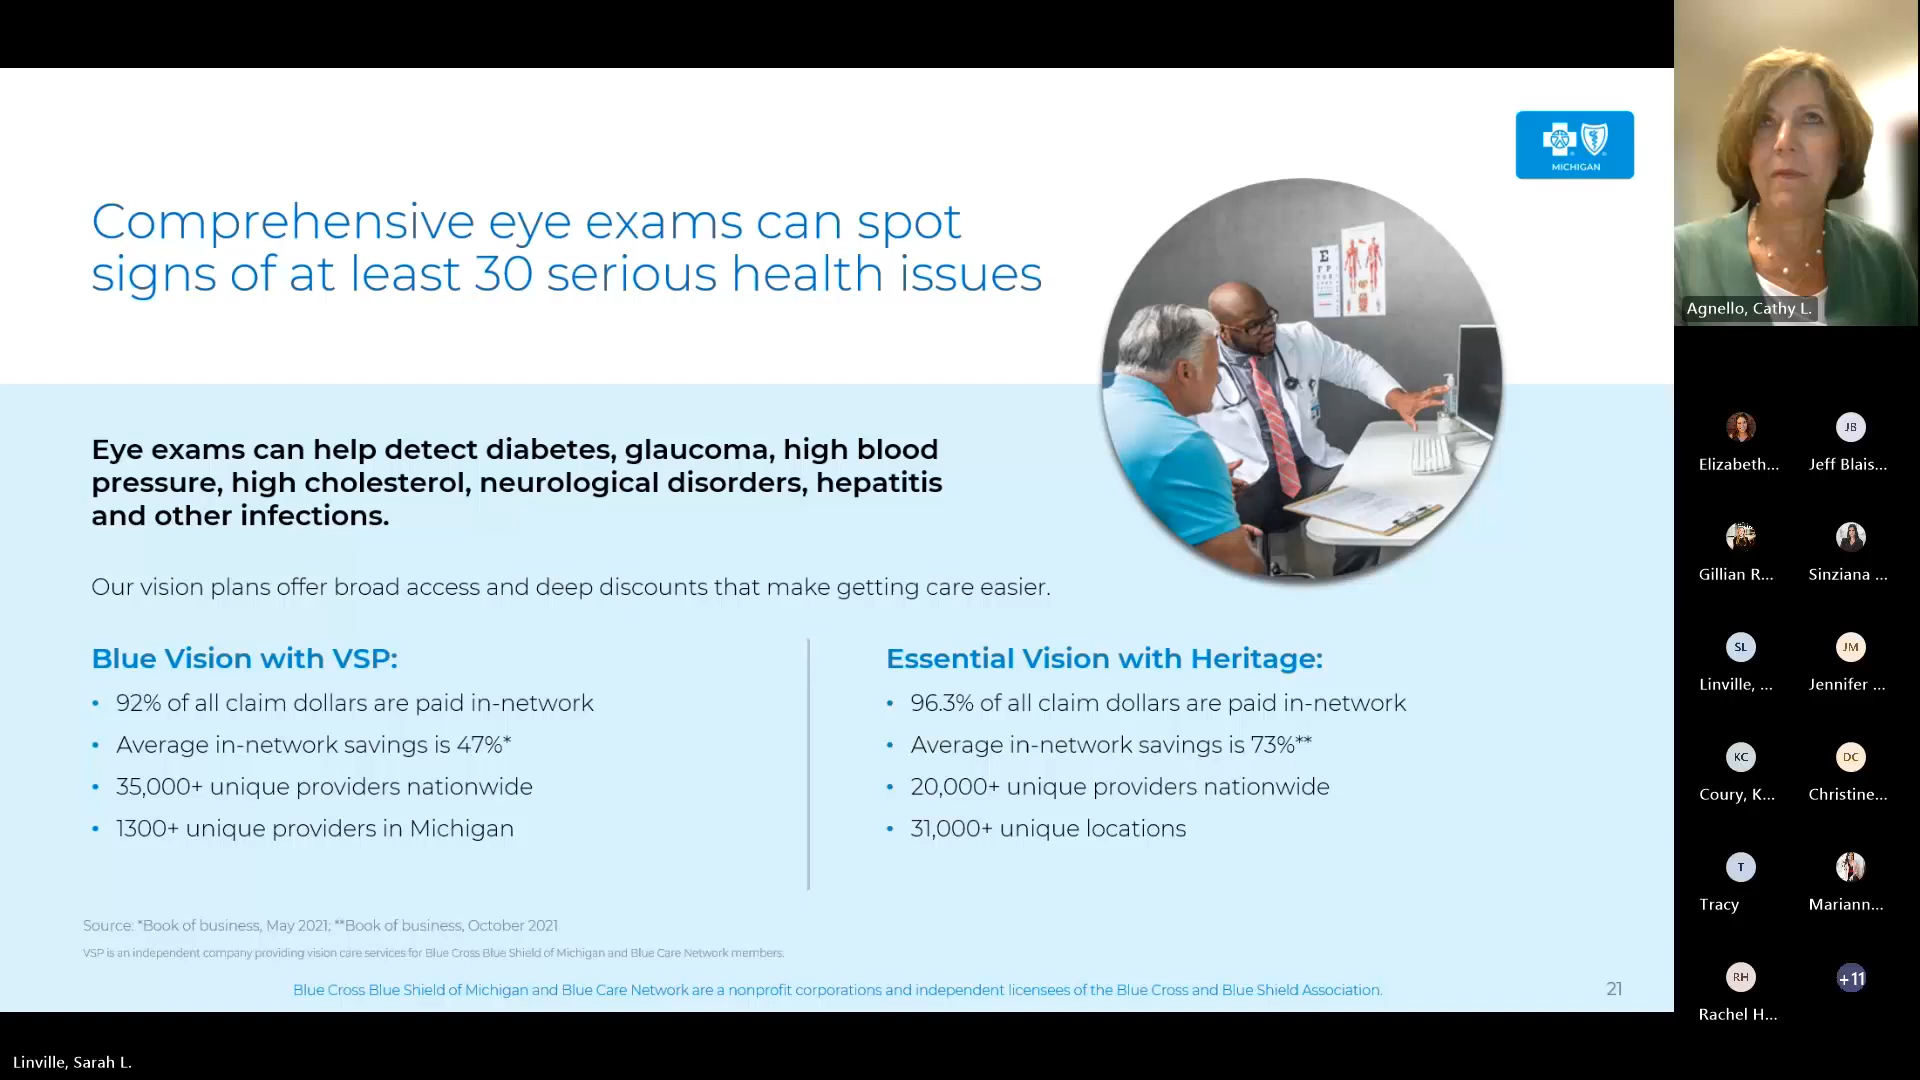 MICHIGAN
Comprehensive eye exams can spot
signs of at least 30 serious health issues
Eye exams can help detect diabetes, glaucoma, high blood
pressure, high cholesterol, neurological disorders, hepatitis
and other infections.
Our vision plans offer broad access and deep discounts that make getting care easier.
Blue Vision with VSP:
• 92% of all claim dollars are paid in-network
• Average in-network savings is 47%*
• 35,000+ unique providers nationwide
• 1300+ unique providers in Michigan
Essential Vision with Heritage:
• 96.3% of all claim dollars are paid in-network
• Average in-network savings is 73%**
• 20,000+ unique providers nationwide
• 31,000+ unique locations
Source: *Book of business, May 2021; **Book of business, October 2021
VSP is an independent company providing vision care services for Blue Cross Blue Shield of Michigan and Blue Care Network members.
Blue Cross Blue Shield of Michigan and Blue Care Network are a nonprofit corporations and independent licensees of the Blue Cross and Blue Shield Association.
21
Agnello, Cathy L.
Elizabeth...
JB
Jeff Blais...
Gillian R...
Sinziana ...
SL
Linville, ...
JM
Jennifer ...
KC
Coury, K...
DC
Christine...
T
Tracy
Mariann...
RH
Rachel H...
+11
Linville, Sarah L.